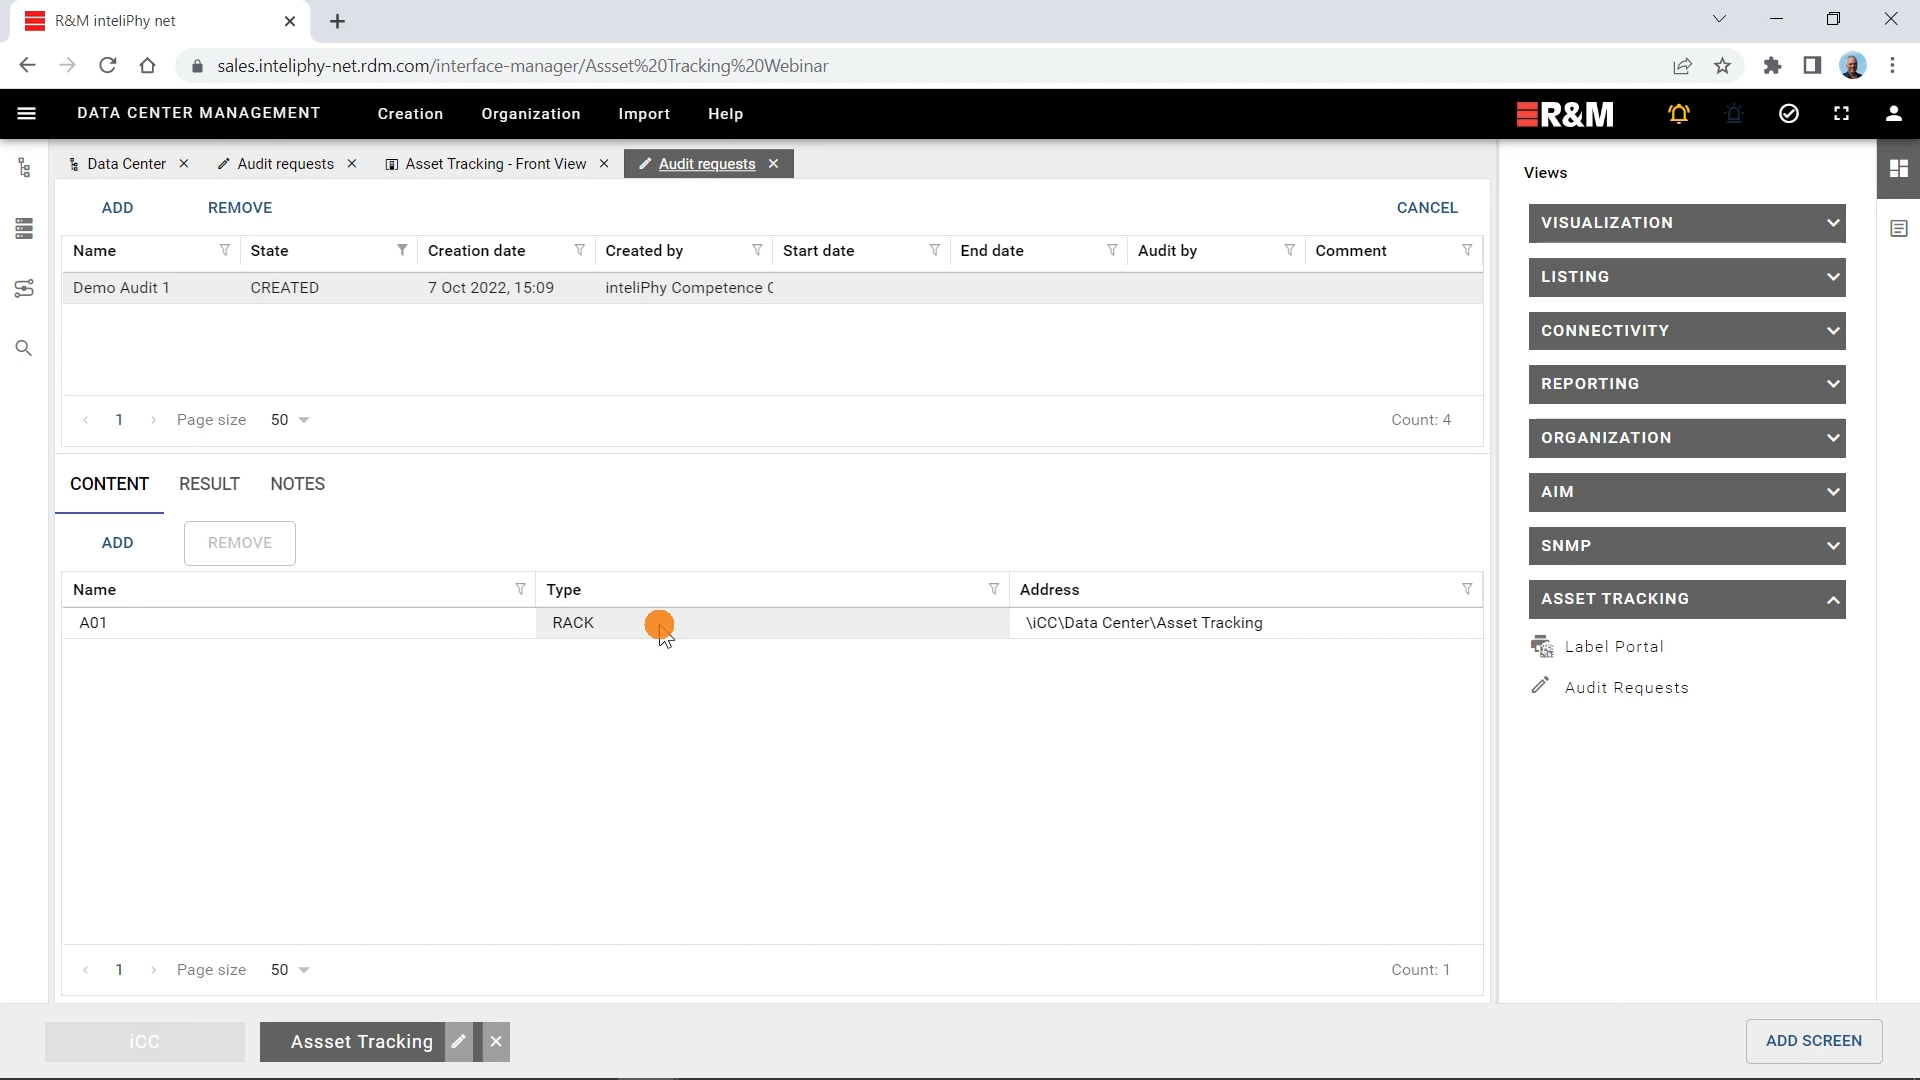 R&M inteliPhy net
sales.inteliphy-net.rdm.com/interface-manager/Assset%20Tracking%20Webinar
DATA CENTER MANAGEMENT Creation Organization Import Help R&M
Data Center Audit requests Asset Tracking - Front View Audit requests
Views
ADD REMOVE CANCEL
Name State Creation date Created by Start date End date Audit by Comment
Demo Audit 1 CREATED 7 Oct 2022, 15:09 inteliPhy Competence C
1 Page size 50 Count: 4
CONTENT RESULT NOTES
ADD REMOVE
Name Type Address
A01 RACK \iCC\Data Center\Asset Tracking
1 Page size 50 Count: 1
VISUALIZATION
LISTING
CONNECTIVITY
REPORTING
ORGANIZATION
AIM
SNMP
ASSET TRACKING
Label Portal
Audit Requests
iCC Assset Tracking ADD SCREEN